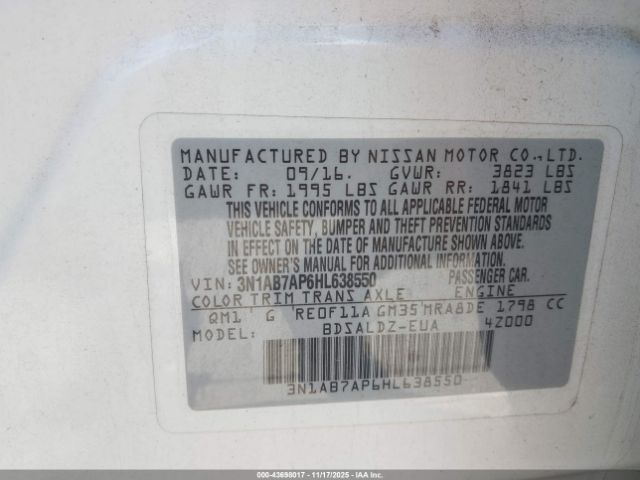 MANUFACTURED BY NISSAN MOTOR CO.,LTD.
DATE: 09/16. GVWR: 3823 LBS
GAWR FR: 1995 LBS GAWR RR: 1841 LBS
THIS VEHICLE CONFORMS TO ALL APPLICABLE FEDERAL MOTOR
VEHICLE SAFETY, BUMPER AND THEFT PREVENTION STANDARDS
IN EFFECT ON THE DATE OF MANUFACTURE SHOWN ABOVE.
SEE OWNER'S MANUAL FOR ADDITIONAL INFORMATION.
VIN: 3N1AB7AP6HL638550 PASSENGER CAR.
COLOR TRIM TRANS AXLE ENGINE
QM1 G RE0F11A GM35 MRA8DE 1798 CC
MODEL: BDSALDZ-EUA 4Z000
3N1AB7AP6HL638550
000-43698017 - 11/17/2025 - IAAI.COM